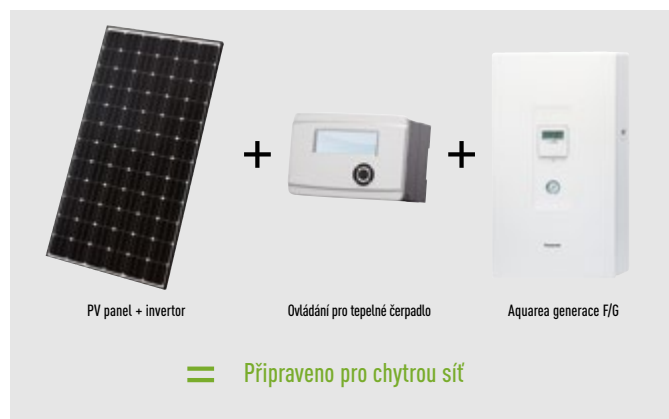 + +
PV panel + invertor
Ovládání pro tepelné čerpadlo
Aquarea generace F/G
= Připraveno pro chytrou síť